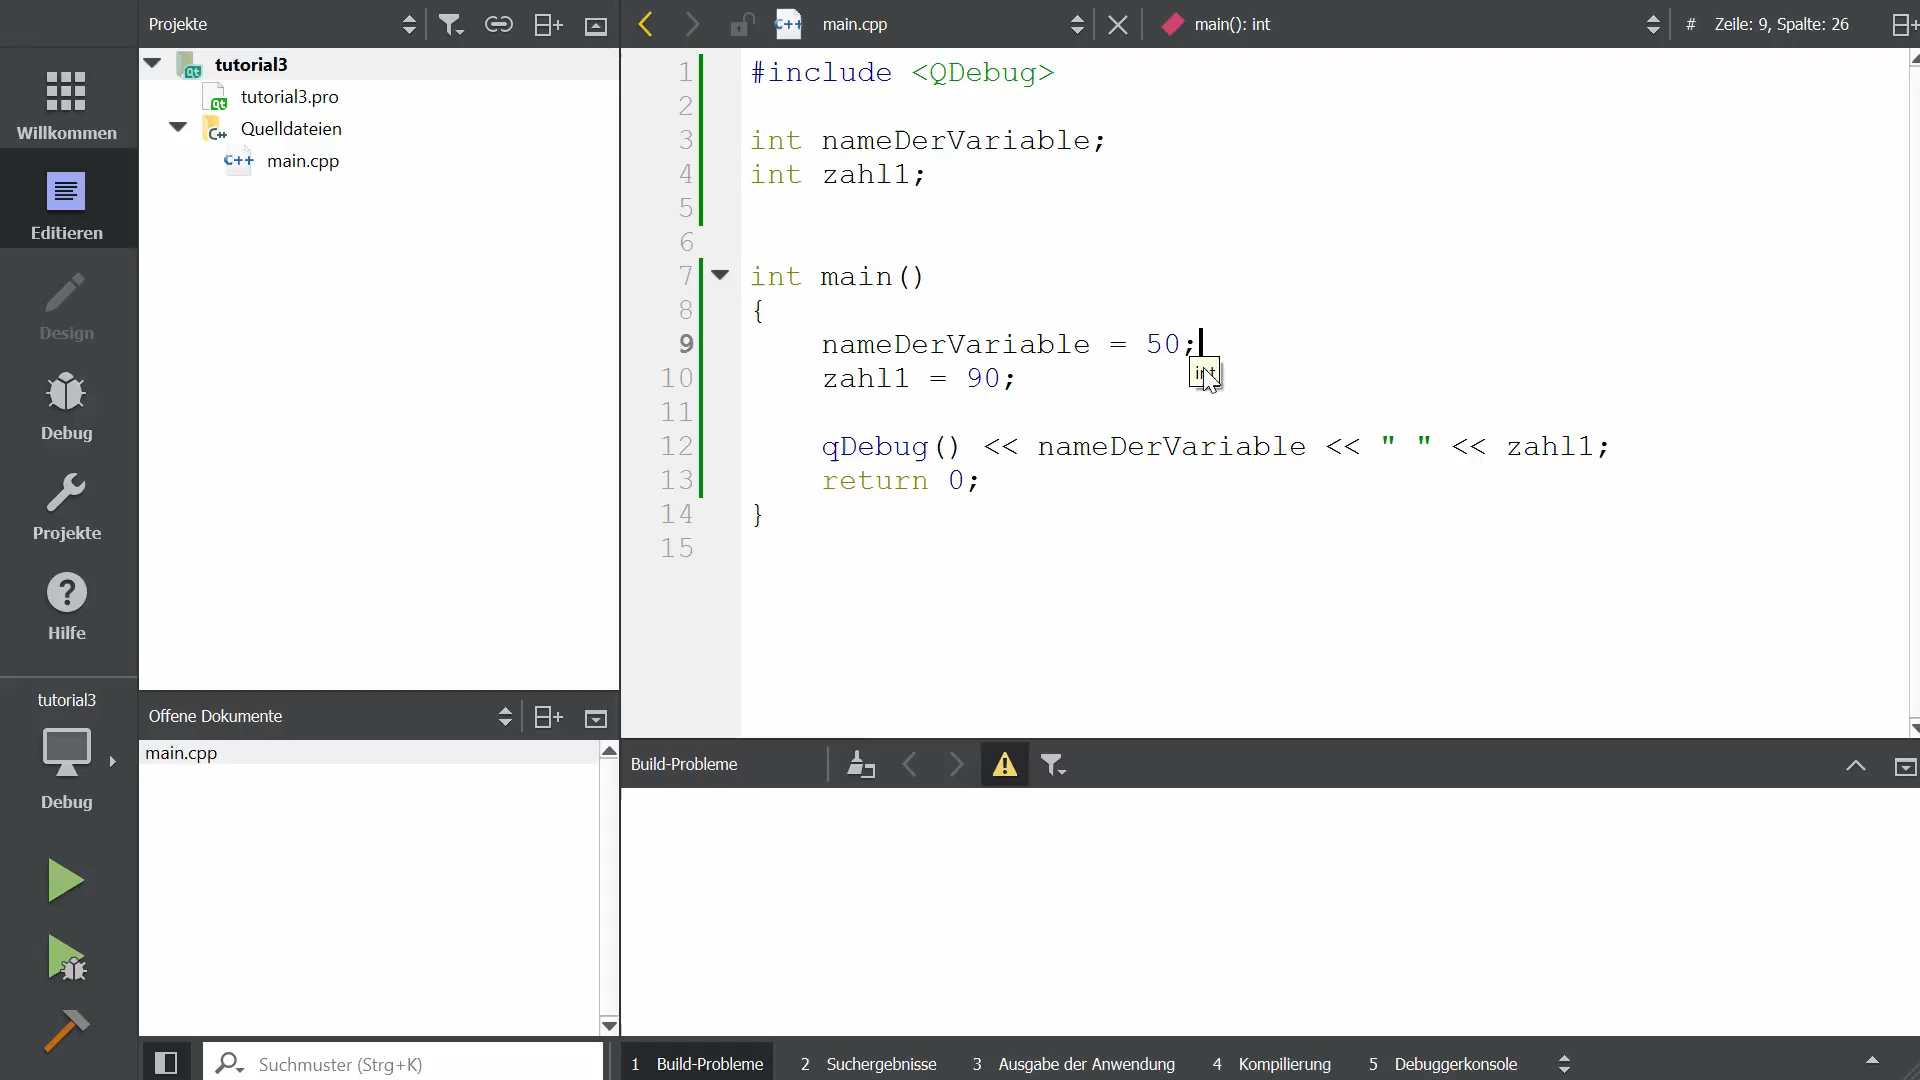 Projekte
main.cpp
main(): int
# Zeile: 9, Spalte: 26
Willkommen
Editieren
Design
Debug
Projekte
Hilfe
tutorial3
Debug
tutorial3
tutorial3.pro
Quelldateien
main.cpp
1 #include <QDebug>
2
3 int nameDerVariable;
4 int zahl1;
5
6
7 int main()
8 {
9 nameDerVariable = 50;
int
10 zahl1 = 90;
11
12 qDebug() << nameDerVariable << " " << zahl1;
13 return 0;
14 }
15
Offene Dokumente
main.cpp
Build-Probleme
Suchmuster (Strg+K)
1 Build-Probleme 2 Suchergebnisse 3 Ausgabe der Anwendung 4 Kompilierung 5 Debuggerkonsole